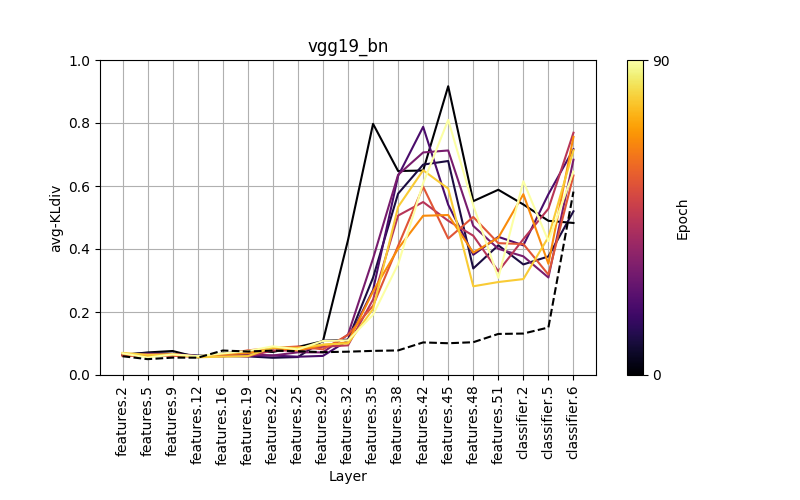 vgg19_bn
avg-KLdiv
1.0
0.8
0.6
0.4
0.2
0.0
features.2
features.5
features.9
features.12
features.16
features.19
features.22
features.25
features.29
features.32
features.35
features.38
features.42
features.45
features.48
features.51
classifier.2
classifier.5
classifier.6
Layer
90
0
Epoch